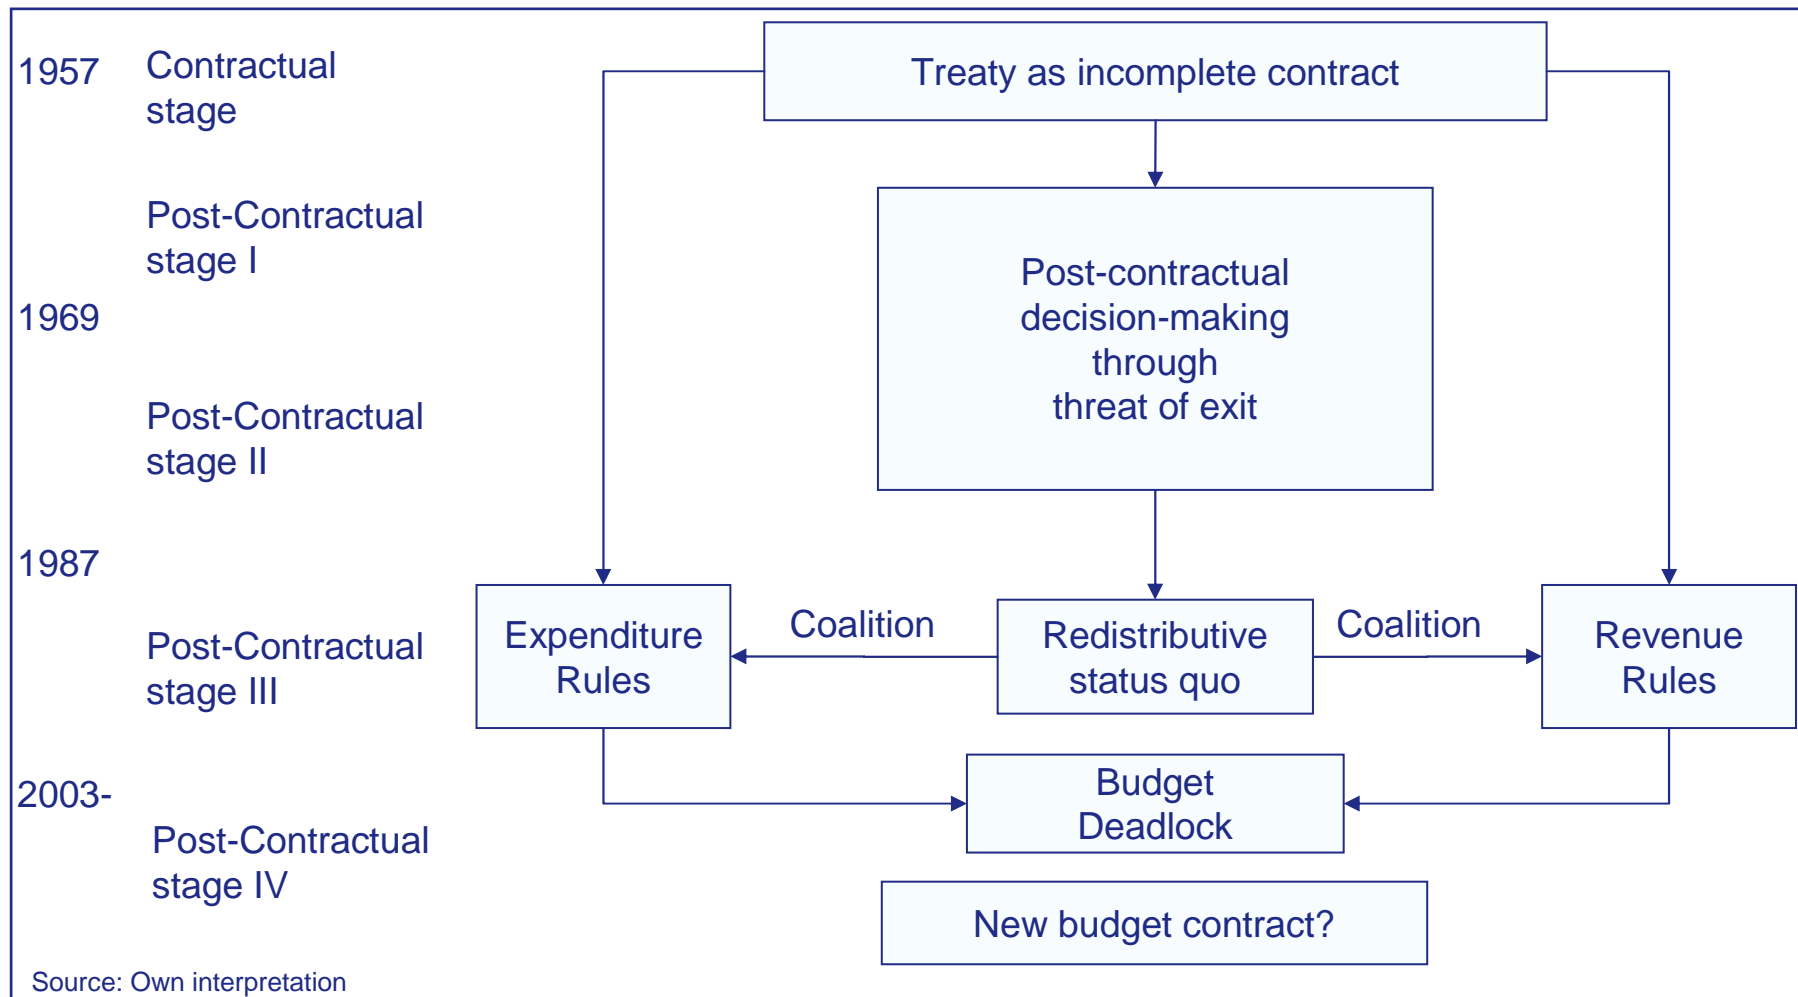 1957
Contractual
stage
Treaty as incomplete contract
Post-Contractual
stage I
1969
Post-contractual
decision-making
through
threat of exit
Post-Contractual
stage II
1987
Post-Contractual
stage III
Expenditure
Rules
Coalition
Redistributive
status quo
Coalition
Revenue
Rules
2003-
Budget
Deadlock
Post-Contractual
stage IV
New budget contract?
Source: Own interpretation